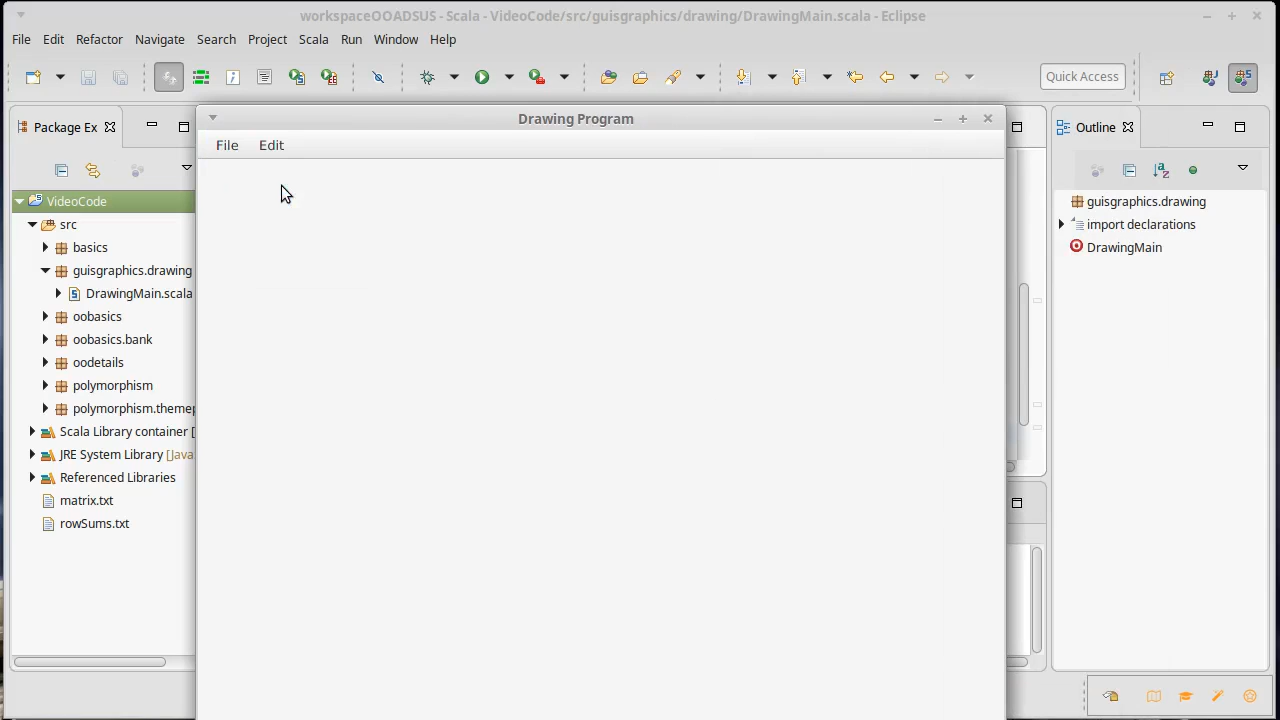 workspaceOOADSUS - Scala - VideoCode/src/guisgraphics/drawing/DrawingMain.scala - Eclipse
File Edit Refactor Navigate Search Project Scala Run Window Help
Quick Access
Package Ex
VideoCode
src
basics
guisgraphics.drawing
DrawingMain.scala
oobasics
oobasics.bank
oodetails
polymorphism
polymorphism.themep
Scala Library container [
JRE System Library [Java
Referenced Libraries
matrix.txt
rowSums.txt
Drawing Program
File Edit
Outline
guisgraphics.drawing
import declarations
DrawingMain